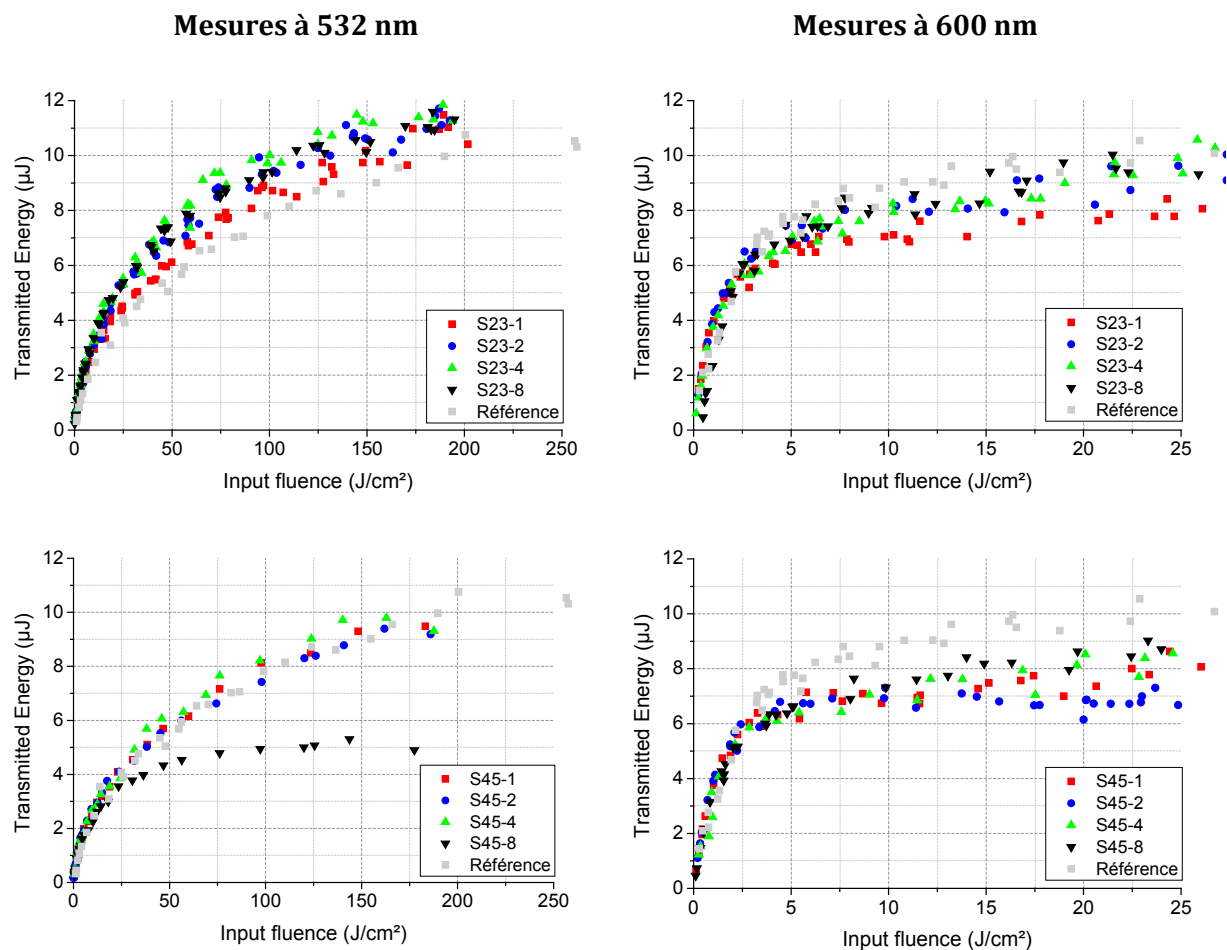 Mesures à 532 nm
Mesures à 600 nm
Transmitted Energy (µJ)
12
10
8
6
4
2
0
0 50 100 150 200 250
Input fluence (J/cm²)
S23-1
S23-2
S23-4
S23-8
Référence
Transmitted Energy (µJ)
12
10
8
6
4
2
0
0 5 10 15 20 25
Input fluence (J/cm²)
S23-1
S23-2
S23-4
S23-8
Référence
Transmitted Energy (µJ)
12
10
8
6
4
2
0
0 50 100 150 200 250
Input fluence (J/cm²)
S45-1
S45-2
S45-4
S45-8
Référence
Transmitted Energy (µJ)
12
10
8
6
4
2
0
0 5 10 15 20 25
Input fluence (J/cm²)
S45-1
S45-2
S45-4
S45-8
Référence